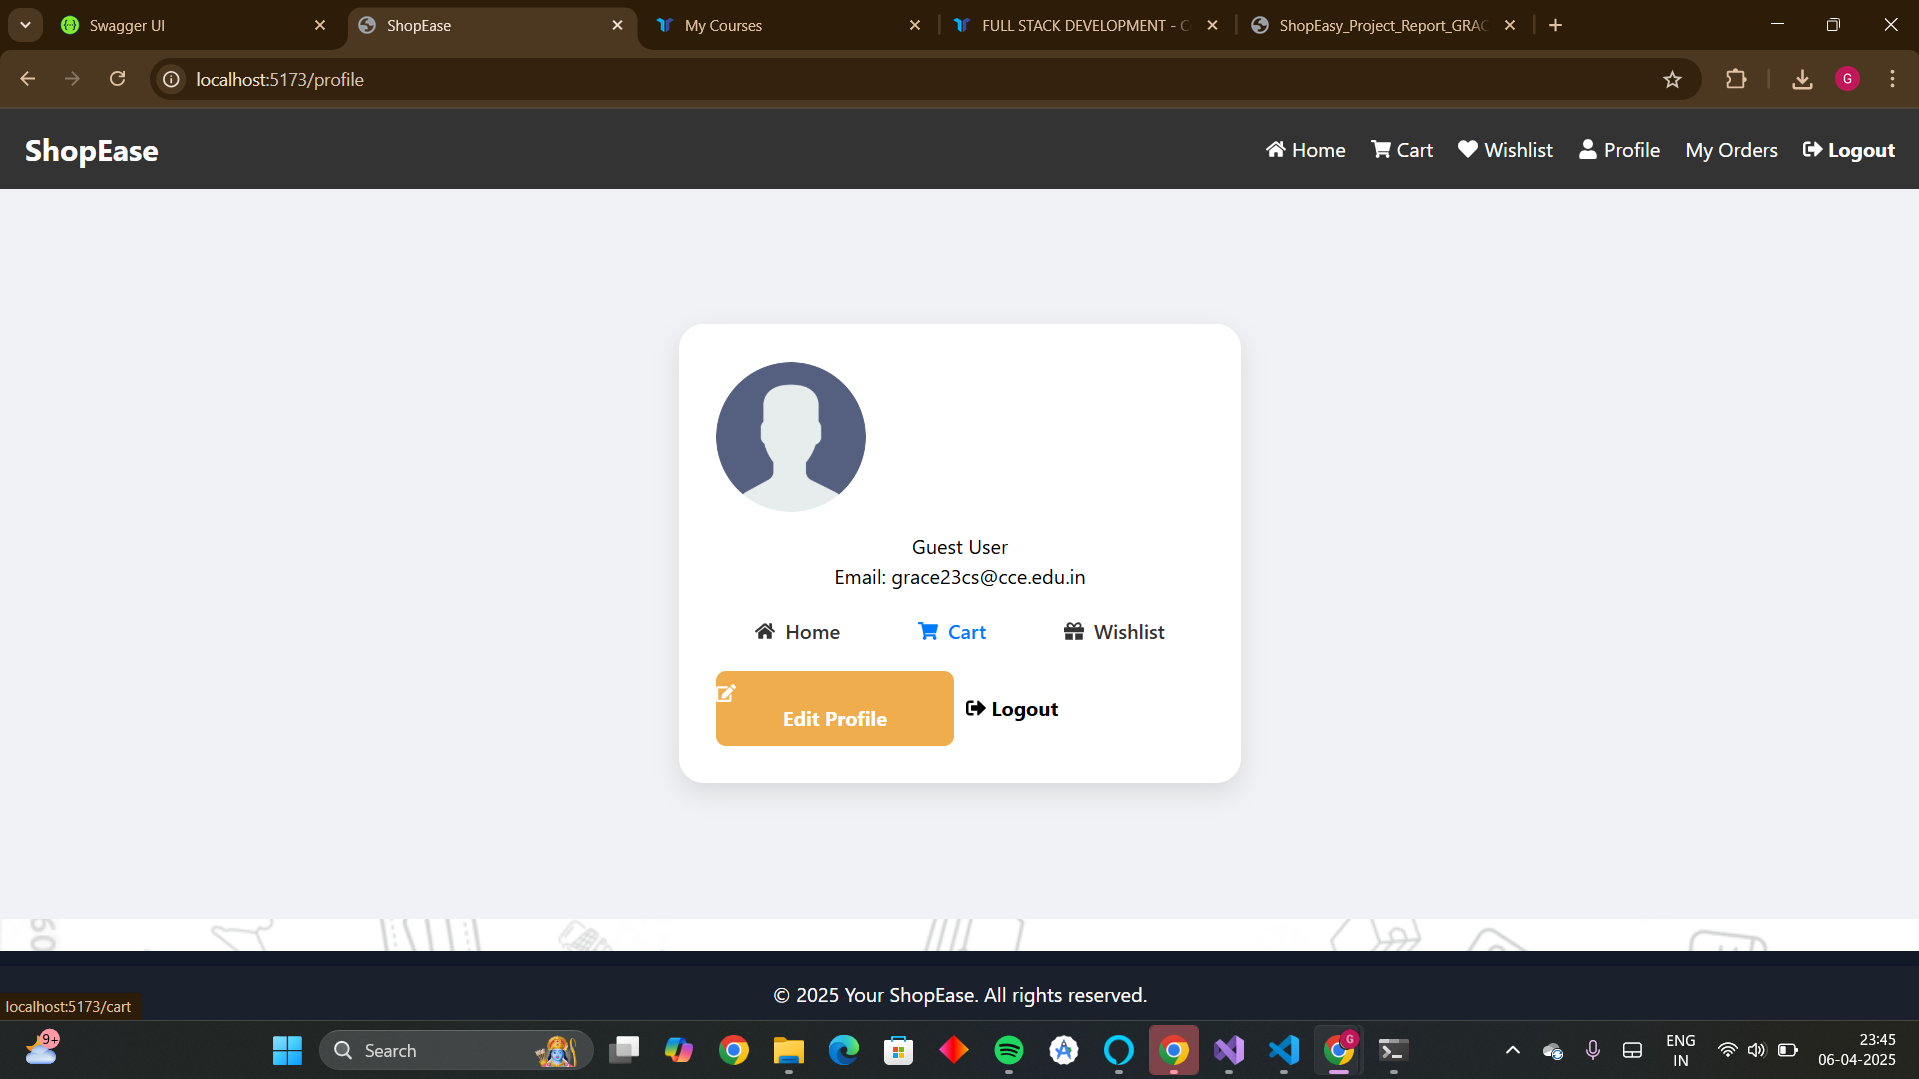 Swagger UI
ShopEase
My Courses
FULL STACK DEVELOPMENT - C
ShopEasy_Project_Report_GRAC
G
localhost:5173/profile
ShopEase
Home
Cart
Wishlist
Profile
My Orders
Logout
Guest User
Email: grace23cs@cce.edu.in
Home
Cart
Wishlist
Edit Profile
Logout
© 2025 Your ShopEase. All rights reserved.
localhost:5173/cart
9+
Search
G
ENG
IN
23:45
06-04-2025